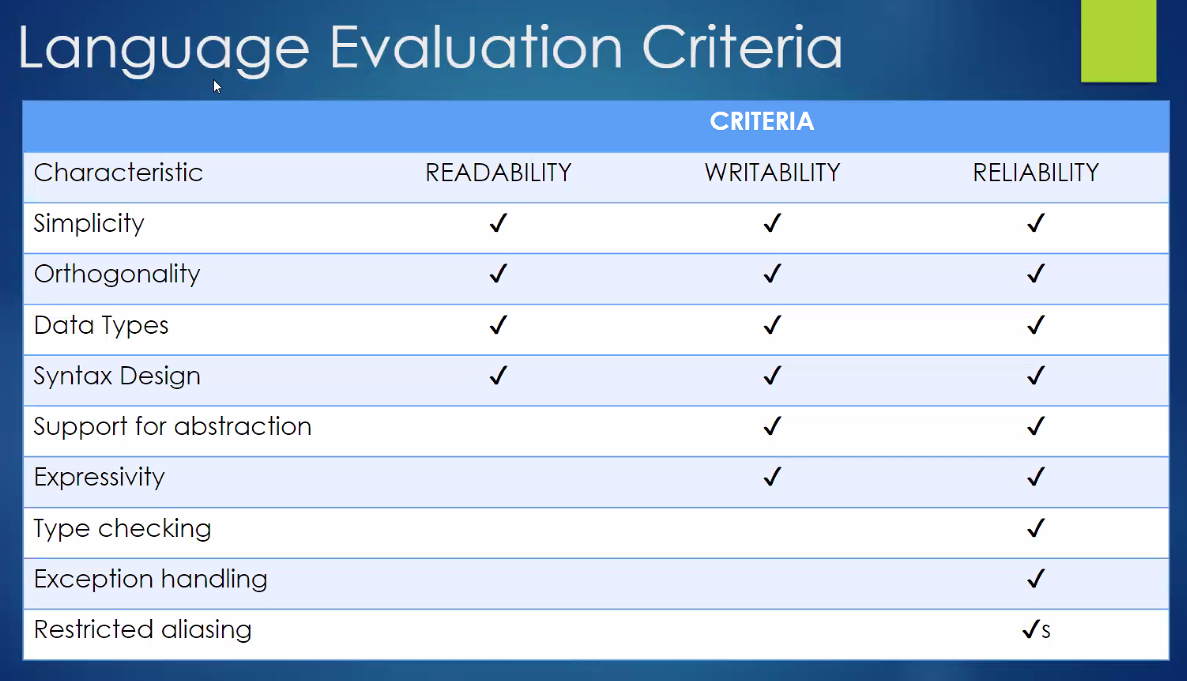 Language Evaluation Criteria
CRITERIA
Characteristic READABILITY WRITABILITY RELIABILITY
Simplicity ✓ ✓ ✓
Orthogonality ✓ ✓ ✓
Data Types ✓ ✓ ✓
Syntax Design ✓ ✓ ✓
Support for abstraction ✓ ✓
Expressivity ✓ ✓
Type checking ✓
Exception handling ✓
Restricted aliasing ✓s